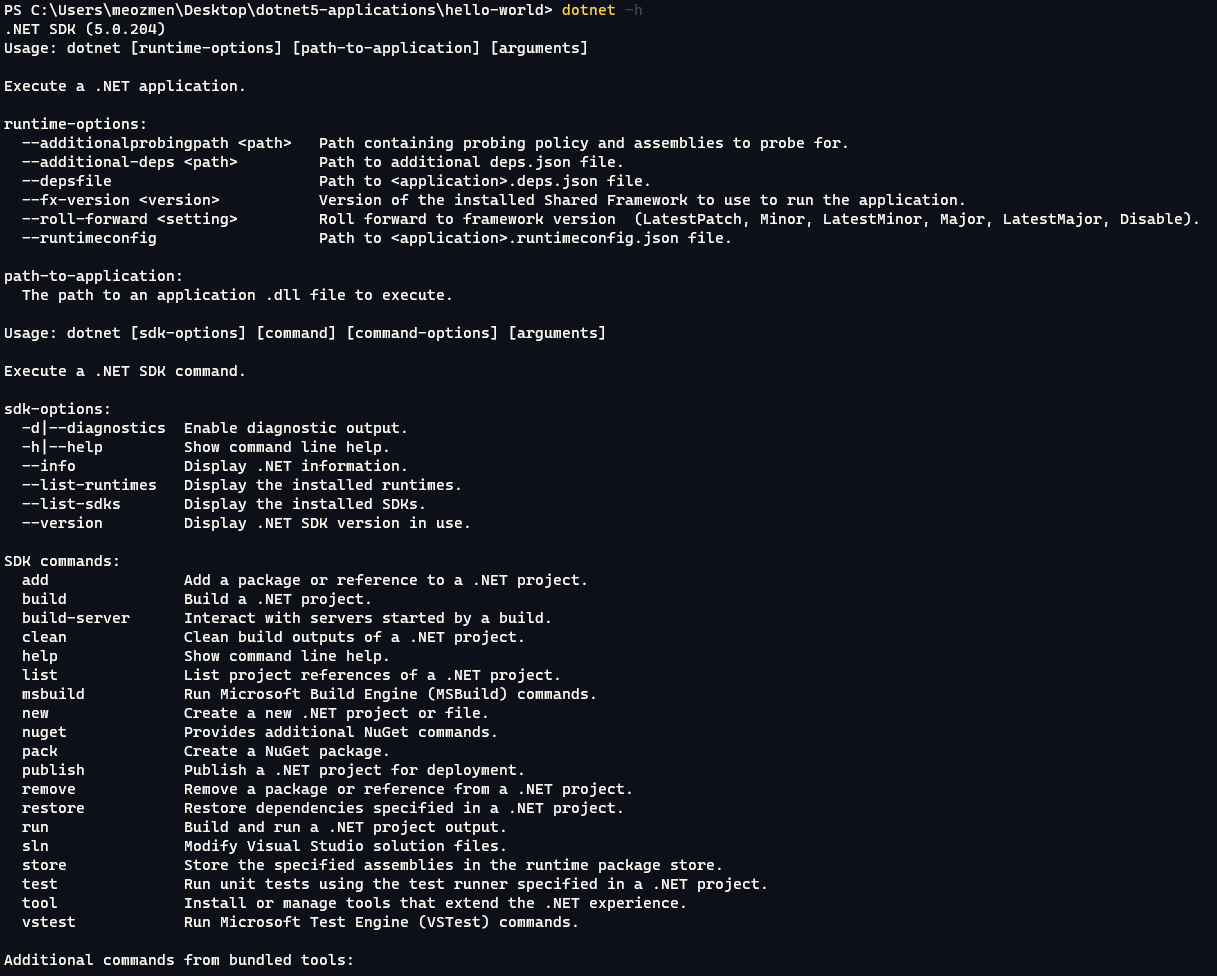 PS C:\Users\meozmen\Desktop\dotnet5-applications\hello-world> dotnet -h
.NET SDK (5.0.204)
Usage: dotnet [runtime-options] [path-to-application] [arguments]

Execute a .NET application.

runtime-options:
  --additionalprobingpath <path>   Path containing probing policy and assemblies to probe for.
  --additional-deps <path>         Path to additional deps.json file.
  --depsfile                       Path to <application>.deps.json file.
  --fx-version <version>           Version of the installed Shared Framework to use to run the application.
  --roll-forward <setting>         Roll forward to framework version  (LatestPatch, Minor, LatestMinor, Major, LatestMajor, Disable).
  --runtimeconfig                  Path to <application>.runtimeconfig.json file.

path-to-application:
  The path to an application .dll file to execute.

Usage: dotnet [sdk-options] [command] [command-options] [arguments]

Execute a .NET SDK command.

sdk-options:
  -d|--diagnostics  Enable diagnostic output.
  -h|--help         Show command line help.
  --info            Display .NET information.
  --list-runtimes   Display the installed runtimes.
  --list-sdks       Display the installed SDKs.
  --version         Display .NET SDK version in use.

SDK commands:
  add               Add a package or reference to a .NET project.
  build             Build a .NET project.
  build-server      Interact with servers started by a build.
  clean             Clean build outputs of a .NET project.
  help              Show command line help.
  list              List project references of a .NET project.
  msbuild           Run Microsoft Build Engine (MSBuild) commands.
  new               Create a new .NET project or file.
  nuget             Provides additional NuGet commands.
  pack              Create a NuGet package.
  publish           Publish a .NET project for deployment.
  remove            Remove a package or reference from a .NET project.
  restore           Restore dependencies specified in a .NET project.
  run               Build and run a .NET project output.
  sln               Modify Visual Studio solution files.
  store             Store the specified assemblies in the runtime package store.
  test              Run unit tests using the test runner specified in a .NET project.
  tool              Install or manage tools that extend the .NET experience.
  vstest            Run Microsoft Test Engine (VSTest) commands.

Additional commands from bundled tools: